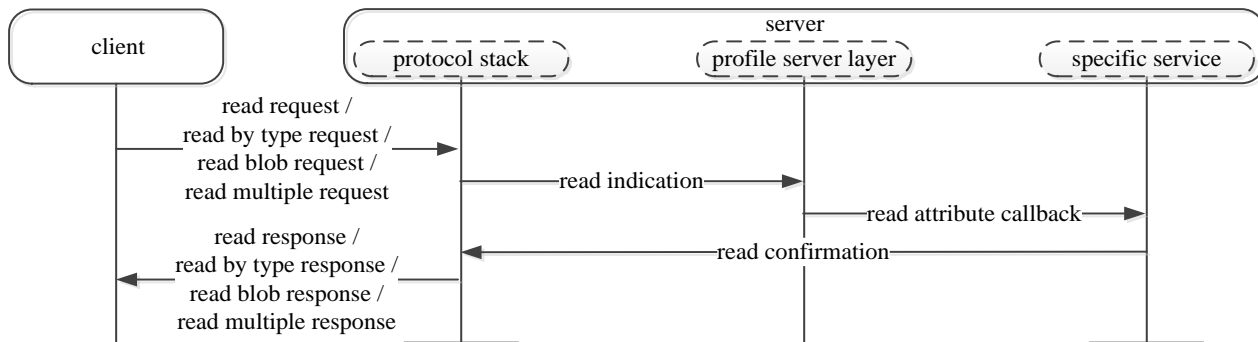 client
server
protocol stack
profile server layer
specific service
read request /
read by type request /
read blob request /
read multiple request
read indication
read attribute callback
read confirmation
read response /
read by type response /
read blob response /
read multiple response